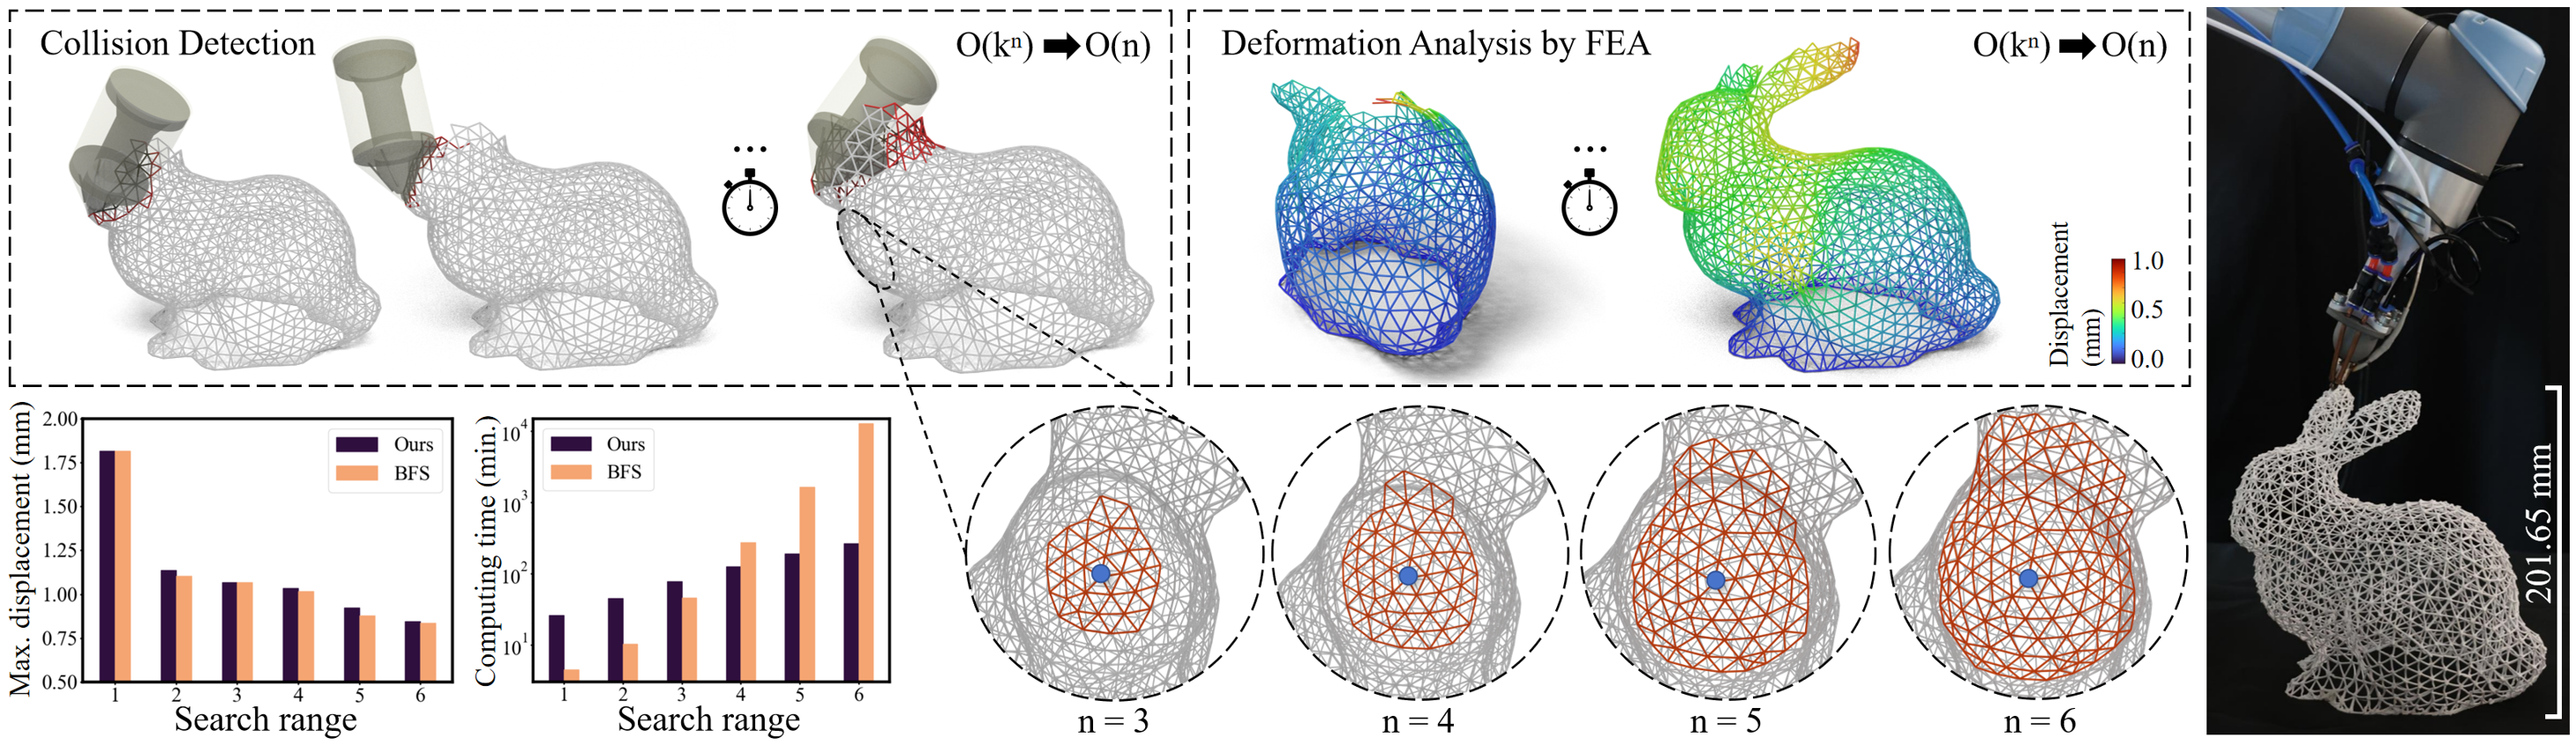 Collision Detection
O(kⁿ) O(n)
Deformation Analysis by FEA
O(kⁿ) O(n)
Displacement
(mm)
1.0
0.5
0.0
Max. displacement (mm)
2.00
1.75
1.50
1.25
1.00
0.75
0.50
Ours
BFS
1 2 3 4 5 6
Search range
Computing time (min.)
10⁴
10³
10²
10¹
Ours
BFS
1 2 3 4 5 6
Search range
n = 3
n = 4
n = 5
n = 6
201.65 mm